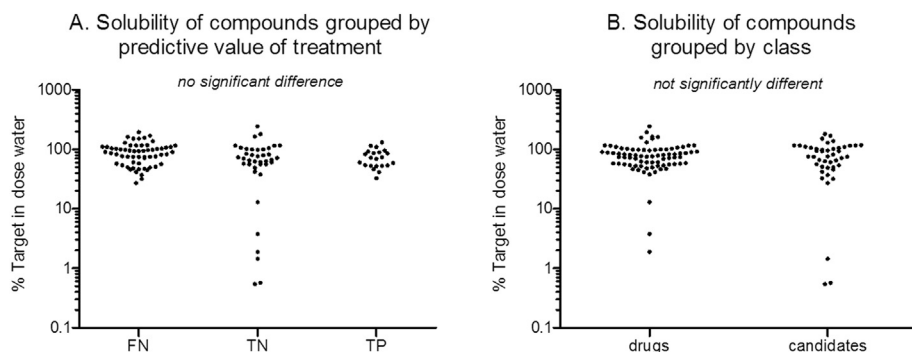 A. Solubility of compounds grouped by
predictive value of treatment
no significant difference
% Target in dose water
1000
100
10
1
0.1
FN
TN
TP
B. Solubility of compounds
grouped by class
not significantly different
% Target in dose water
1000
100
10
1
0.1
drugs
candidates